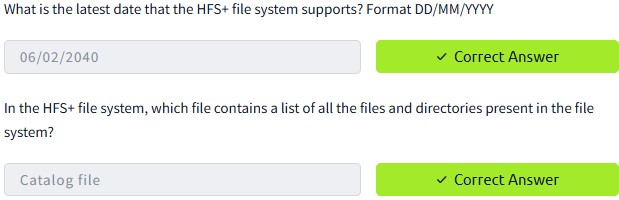 What is the latest date that the HFS+ file system supports? Format DD/MM/YYYY
06/02/2040
✓ Correct Answer
In the HFS+ file system, which file contains a list of all the files and directories present in the file
system?
Catalog file
✓ Correct Answer